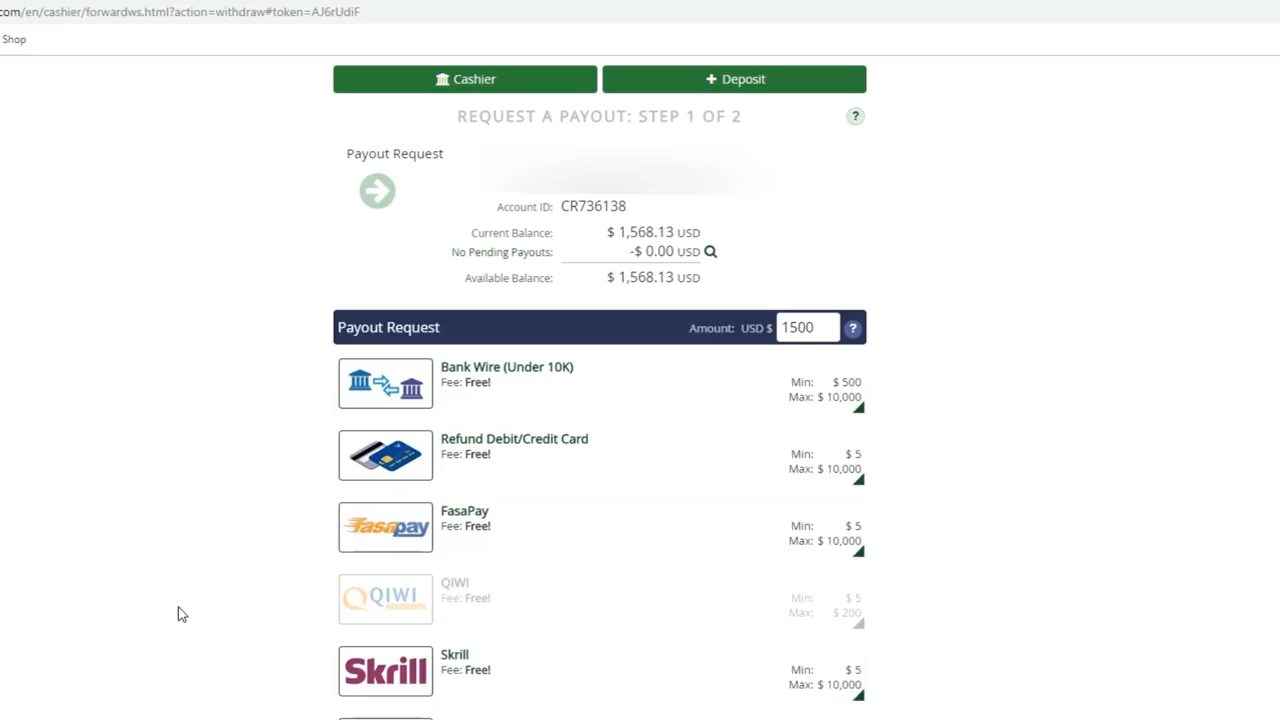 com/en/cashier/forwardws.html?action=withdraw#token=AJ6rUdiF
Shop
Cashier
+ Deposit
REQUEST A PAYOUT: STEP 1 OF 2
?
Payout Request
Account ID: CR736138
Current Balance: $ 1,568.13 USD
No Pending Payouts: -$ 0.00 USD
Available Balance: $ 1,568.13 USD
Payout Request Amount: USD $ 1500 ?
Bank Wire (Under 10K)
Fee: Free! Min: $ 500
Max: $ 10,000
Refund Debit/Credit Card
Fee: Free! Min: $ 5
Max: $ 10,000
fasapay
FasaPay
Fee: Free! Min: $ 5
Max: $ 10,000
QIWI
QIWI
Fee: Free! Min: $ 5
Max: $ 200
Skrill
Skrill
Fee: Free! Min: $ 5
Max: $ 10,000